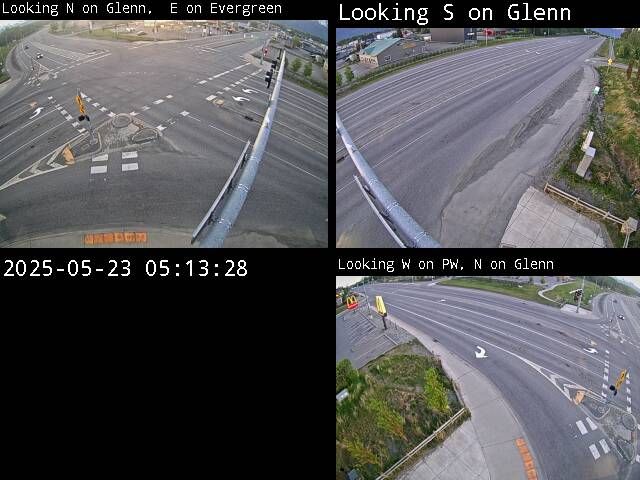 Looking N on Glenn, E on Evergreen
Looking S on Glenn
2025-05-23 05:13:28
Looking W on PW, N on Glenn